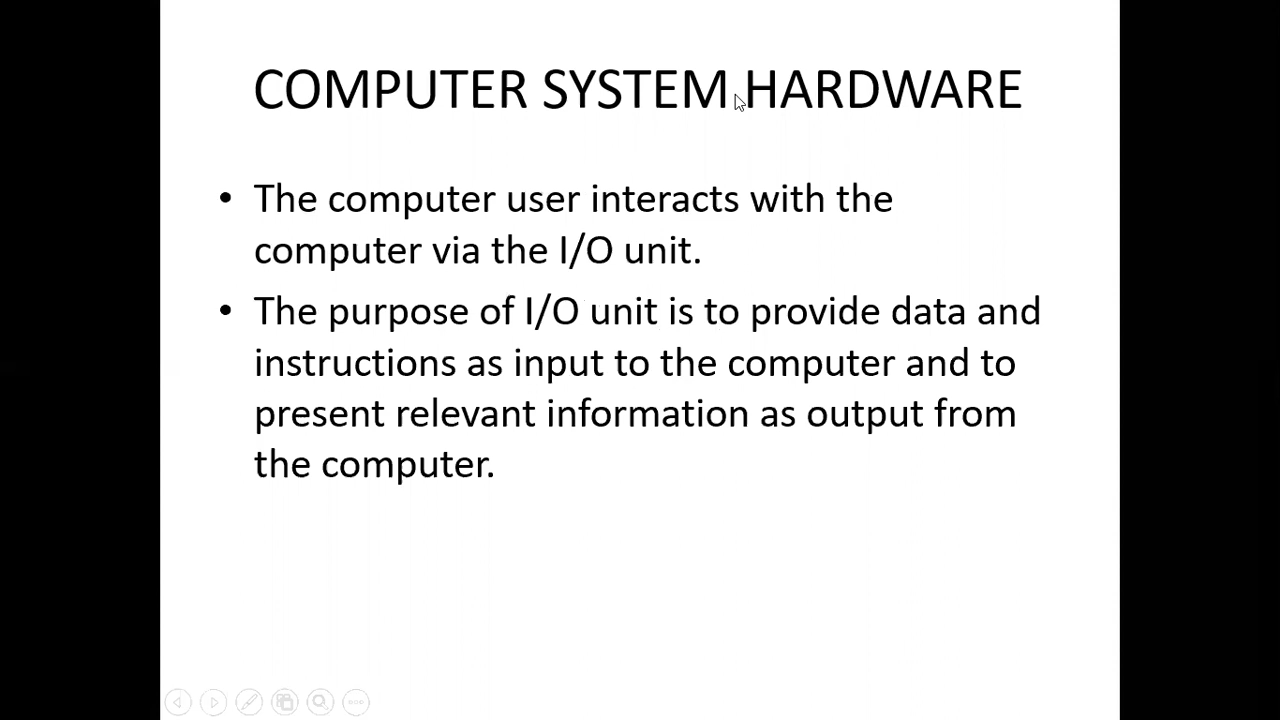 COMPUTER SYSTEM HARDWARE
• The computer user interacts with the
computer via the I/O unit.
• The purpose of I/O unit is to provide data and
instructions as input to the computer and to
present relevant information as output from
the computer.